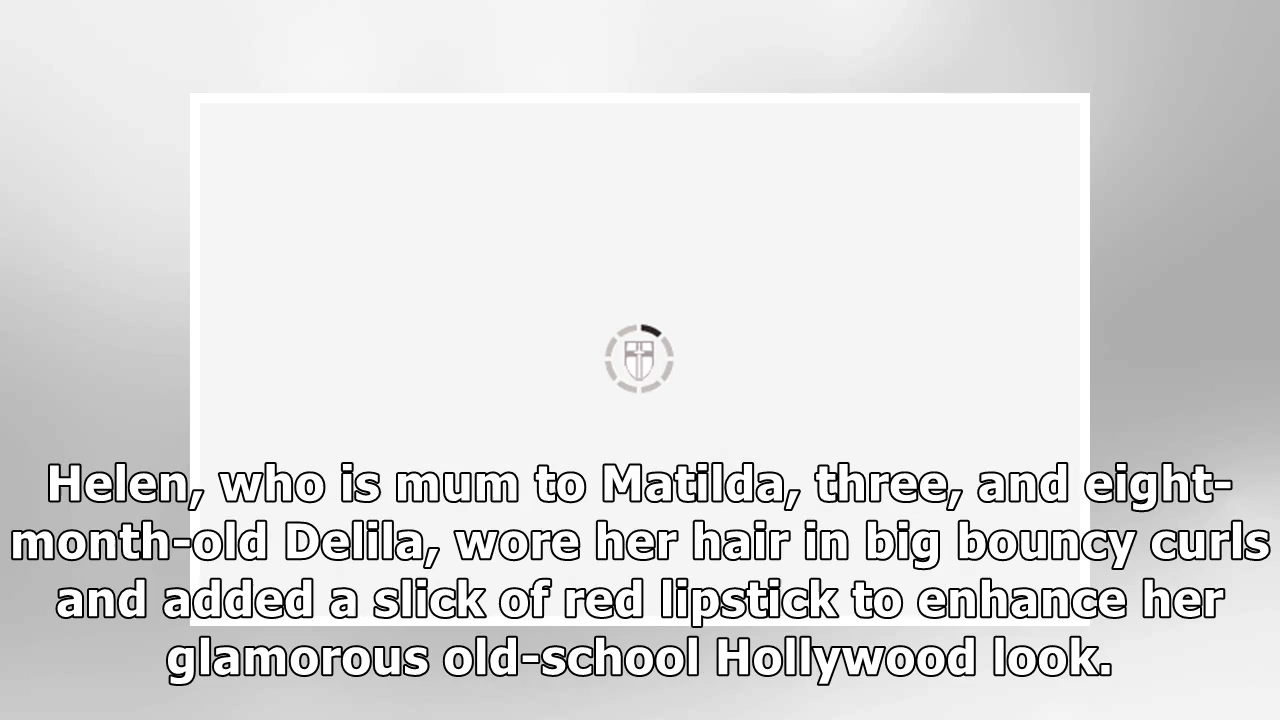 Helen, who is mum to Matilda, three, and eight-
month-old Delila, wore her hair in big bouncy curls
and added a slick of red lipstick to enhance her
glamorous old-school Hollywood look.